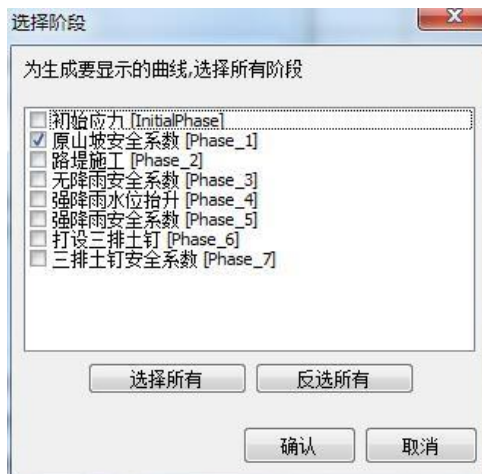 选择阶段
为生成要显示的曲线,选择所有阶段
初始应力 [InitialPhase]
原山坡安全系数 [Phase_1]
路堤施工 [Phase_2]
无降雨安全系数 [Phase_3]
强降雨水位抬升 [Phase_4]
强降雨安全系数 [Phase_5]
打设三排土钉 [Phase_6]
三排土钉安全系数 [Phase_7]
选择所有 反选所有
确认 取消